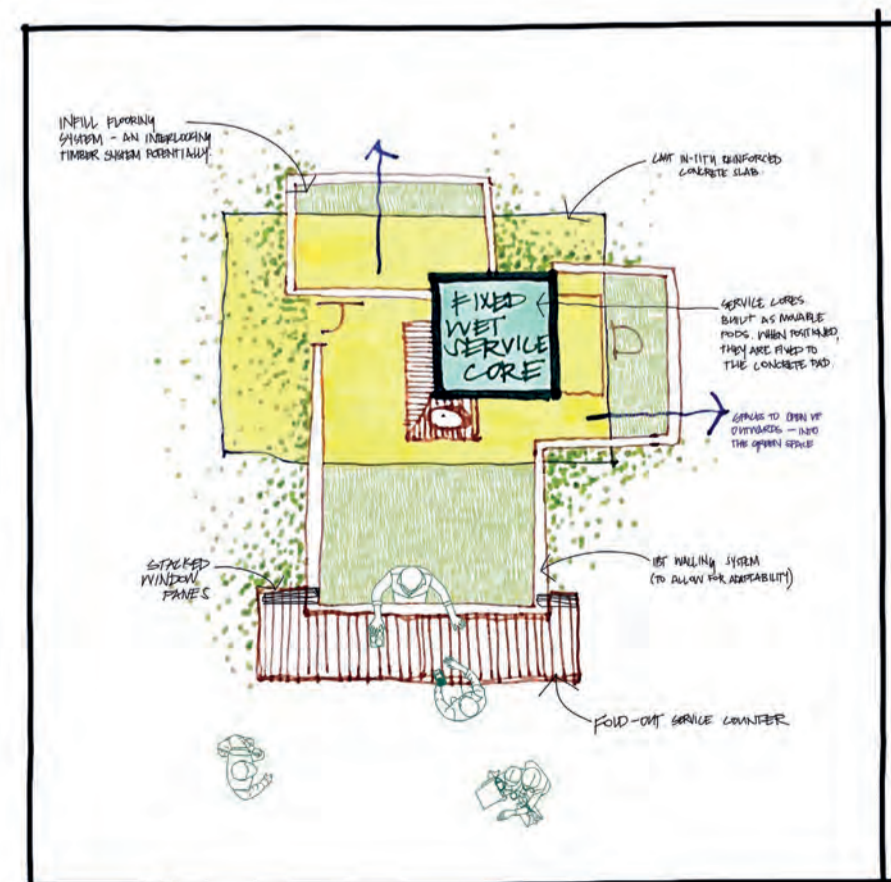 INFILL FLOORING
SYSTEM – AN INTERLOCKING
TIMBER SYSTEM POTENTIALLY.
CAST IN-SITU REINFORCED
CONCRETE SLAB
FIXED
WET
SERVICE
CORE
SERVICE CORES
BUILT AS MOVABLE
PODS. WHEN POSITIONED,
THEY ARE FIXED TO
THE CONCRETE PAD.
SPACES TO OPEN UP
OUTWARDS – INTO
THE GREEN SPACE
STACKED
WINDOW
PANES
IBT WALLING SYSTEM
(TO ALLOW FOR ADAPTABILITY)
FOLD-OUT SERVICE COUNTER